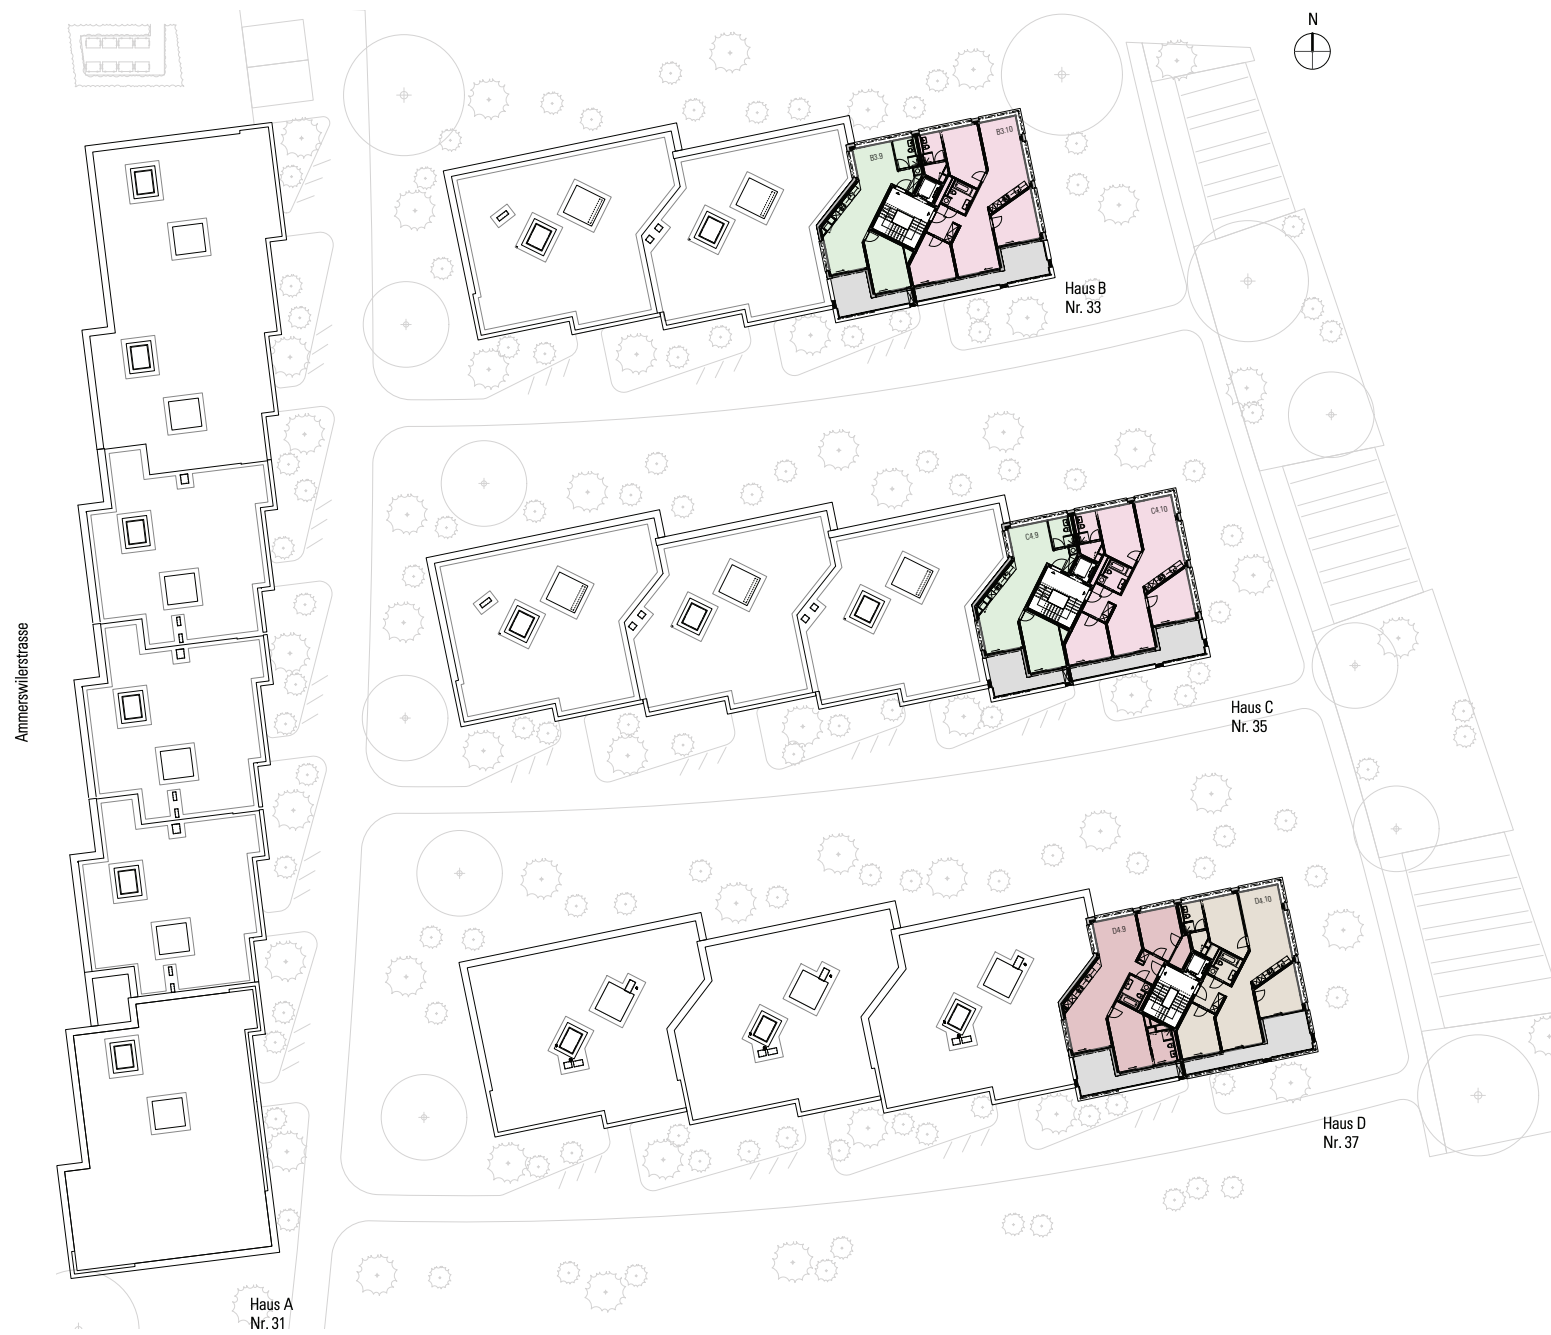 N
B3.9
B3.10
Haus B
Nr. 33
C4.9
C4.10
Ammerswilerstrasse
Haus C
Nr. 35
D4.9
D4.10
Haus D
Nr. 37
Haus A
Nr. 31